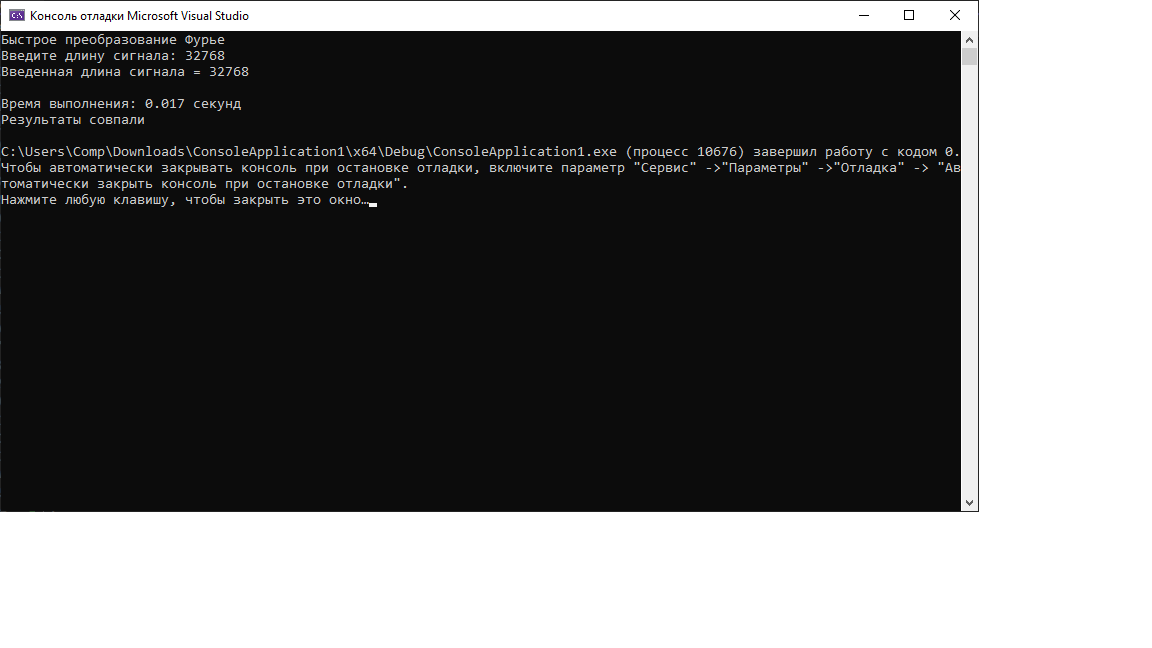 Консоль отладки Microsoft Visual Studio
Быстрое преобразование Фурье
Введите длину сигнала: 32768
Введенная длина сигнала = 32768
Время выполнения: 0.017 секунд
Результаты совпали
C:\Users\Comp\Downloads\ConsoleApplication1\x64\Debug\ConsoleApplication1.exe (процесс 10676) завершил работу с кодом 0.
Чтобы автоматически закрывать консоль при остановке отладки, включите параметр "Сервис" ->"Параметры" ->"Отладка" -> "Ав
томатически закрыть консоль при остановке отладки".
Нажмите любую клавишу, чтобы закрыть это окно…